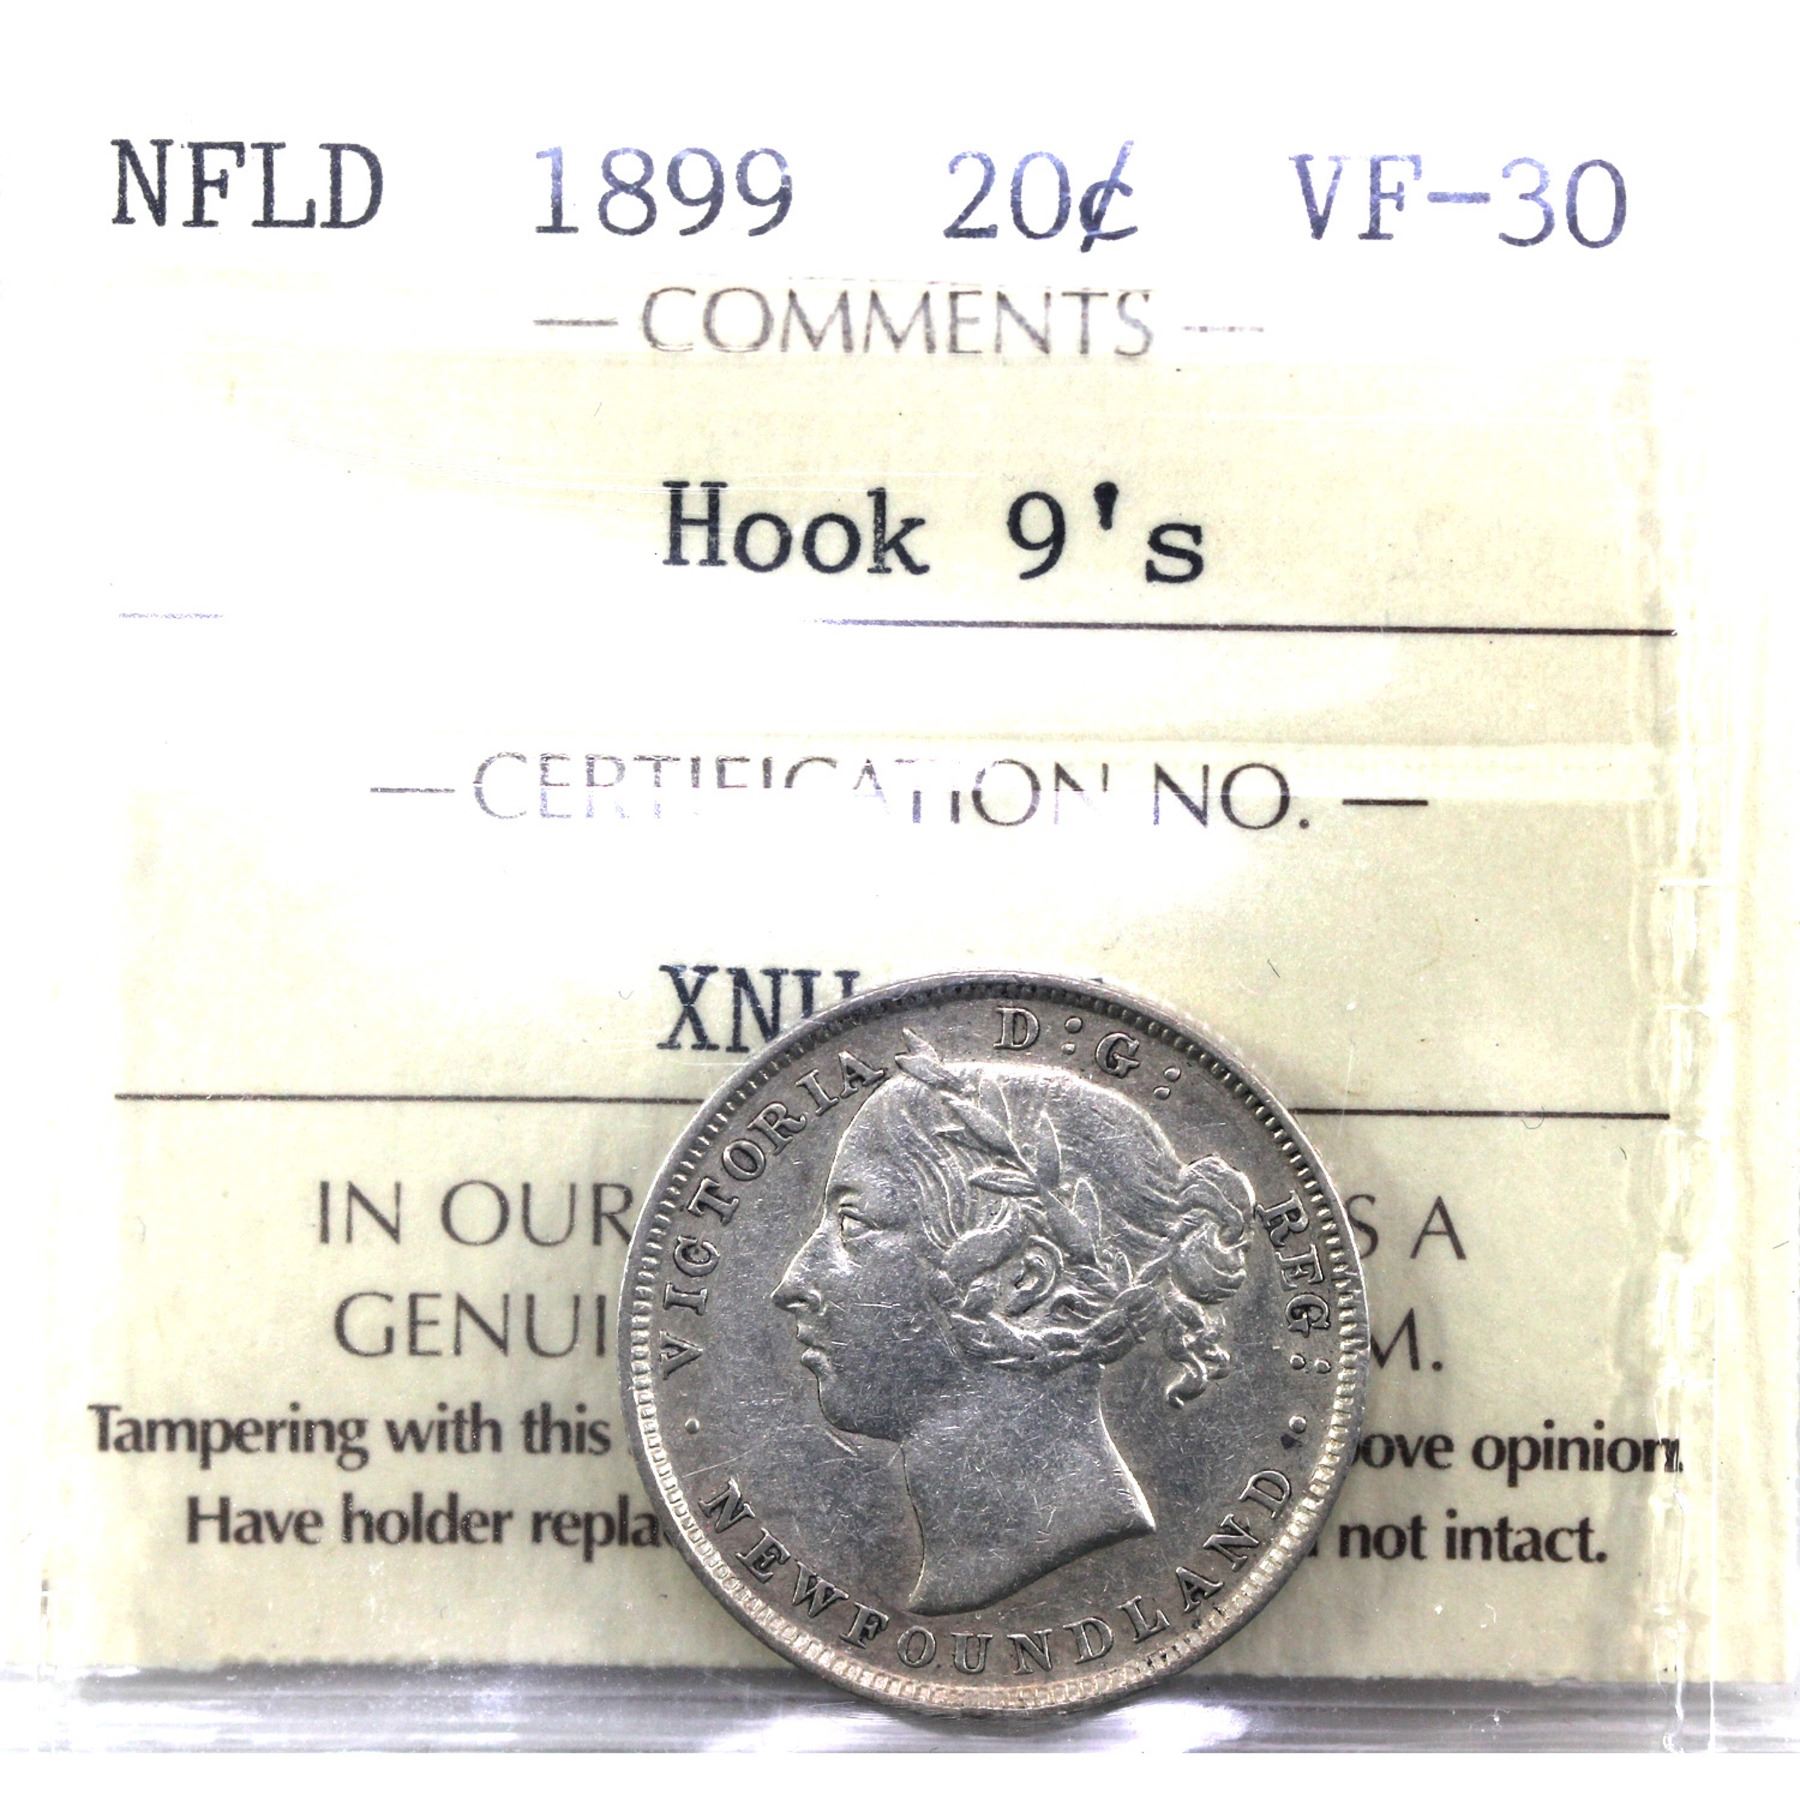 NFLD 1899 20¢ VF-30
— COMMENTS —
Hook 9's
— CERTIFICATION NO. —
IN OUR S A
GENUI M.
Tampering with this ove opinion.
Have holder repla not intact.
VICTORIA D:G: REG:
· NEWFOUNDLAND ·